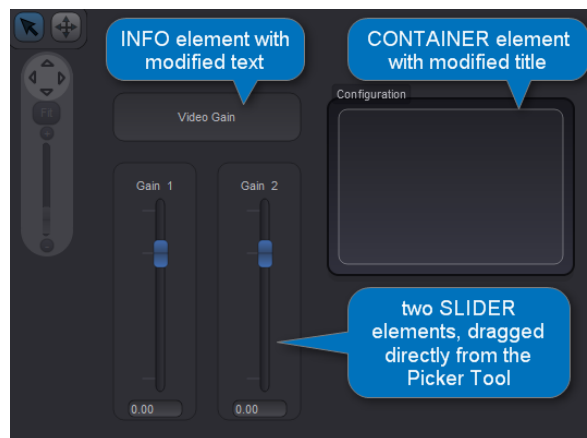 INFO element with
modified text
CONTAINER element
with modified title
Fit
Configuration
Video Gain
Gain 1
Gain 2
two SLIDER
elements, dragged
directly from the
Picker Tool
0.00
0.00